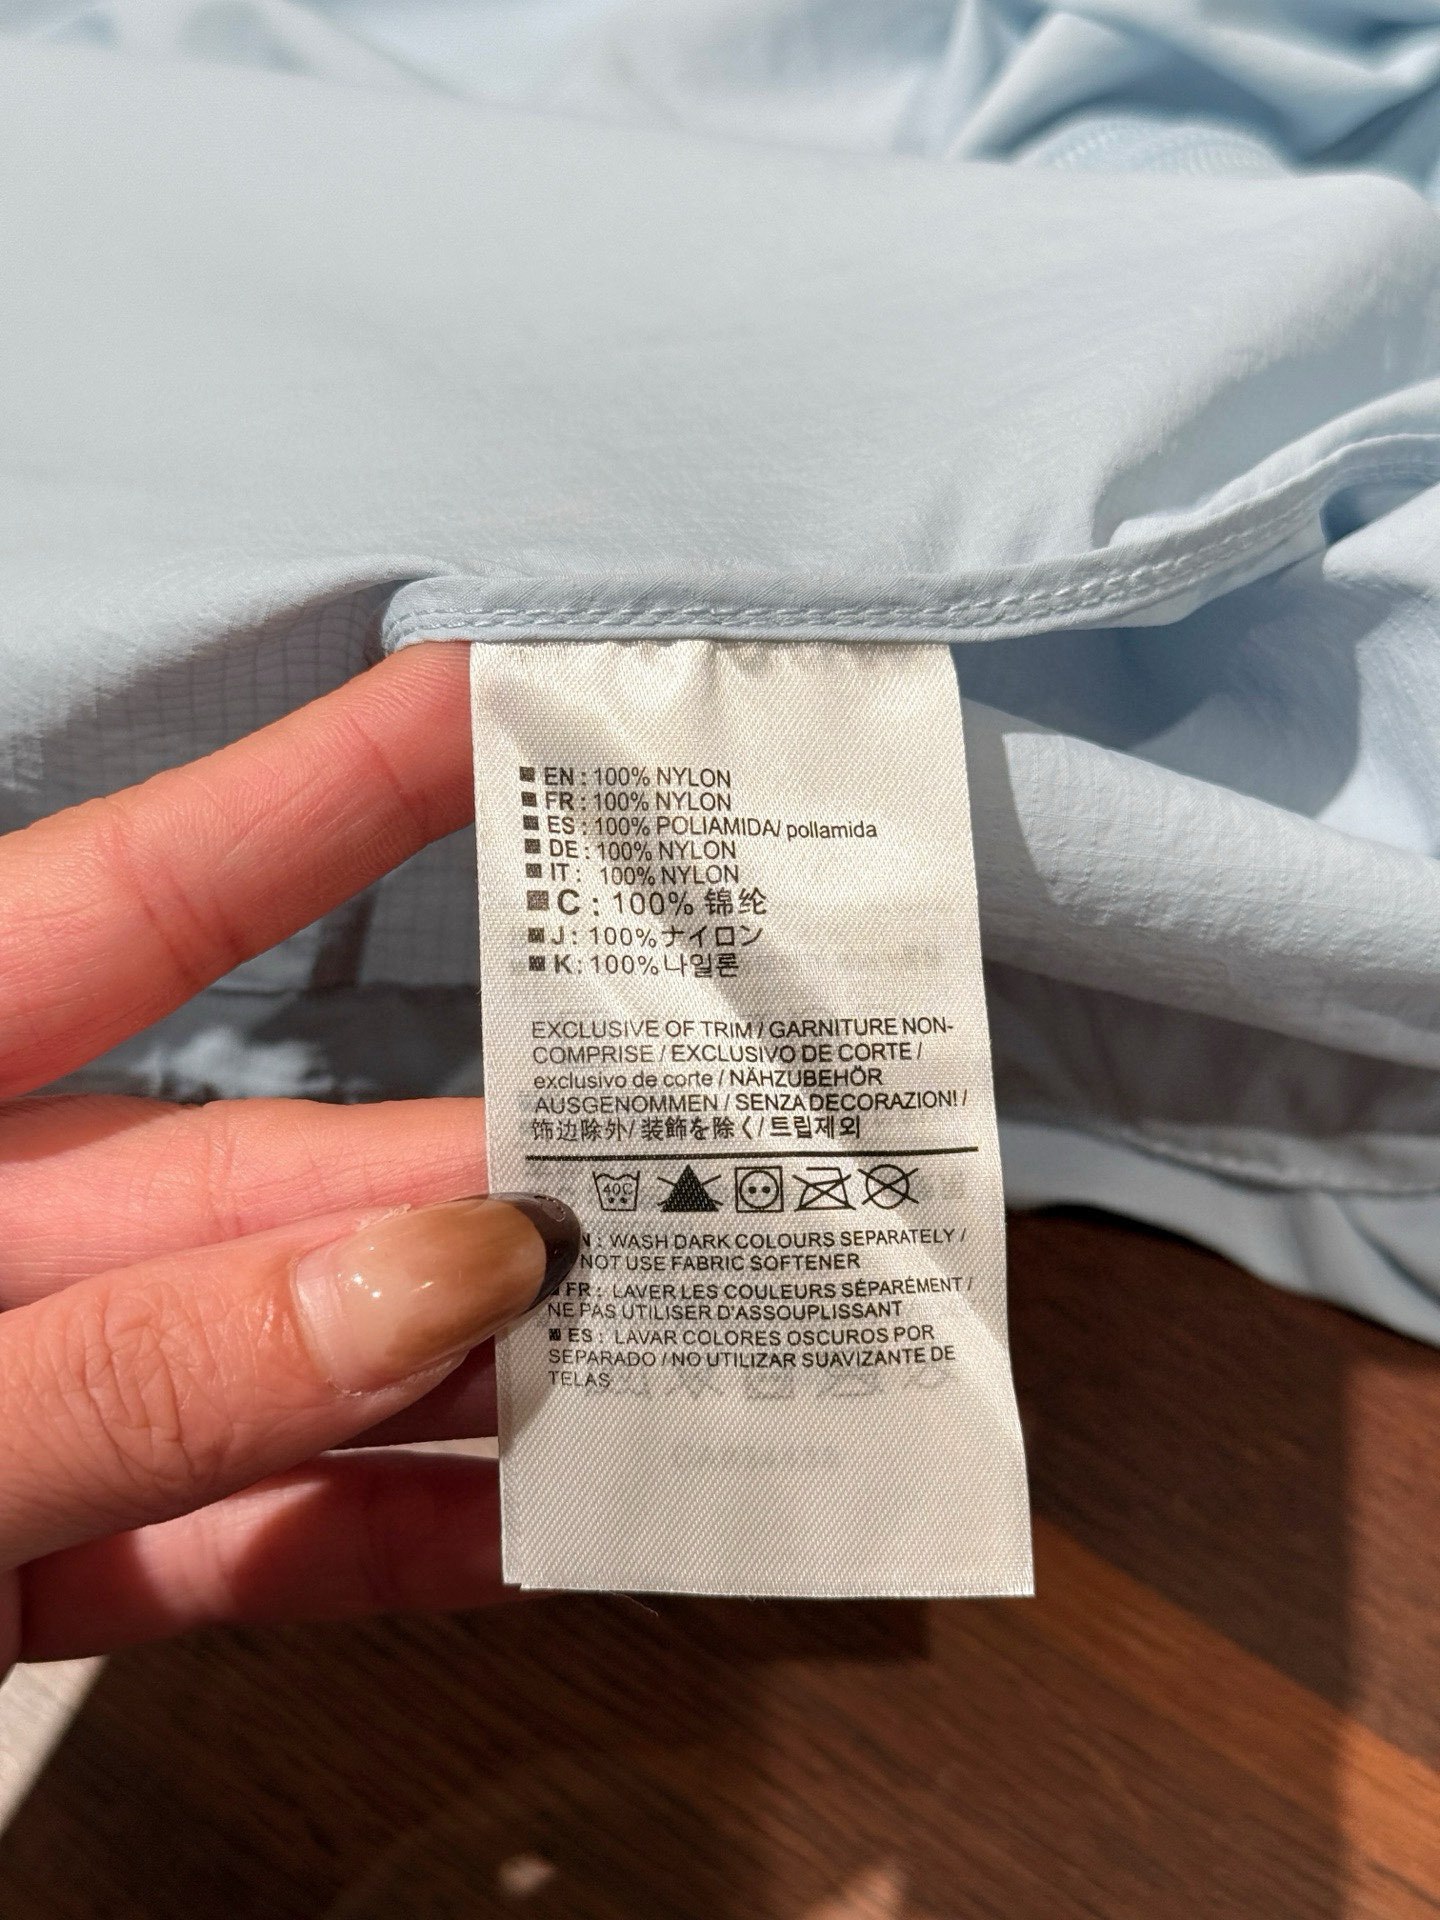 EN : 100% NYLON
FR : 100% NYLON
ES : 100% POLIAMIDA/ pollamida
DE : 100% NYLON
IT : 100% NYLON
C : 100% 锦纶
J : 100% ナイロン
K : 100% 나일론
EXCLUSIVE OF TRIM / GARNITURE NON-
COMPRISE / EXCLUSIVO DE CORTE /
exclusivo de corte / NÄHZUBEHÖR
AUSGENOMMEN / SENZA DECORAZION! /
饰边除外/ 装飾を除く/ 트립제외
40C
: WASH DARK COLOURS SEPARATELY /
NOT USE FABRIC SOFTENER
FR : LAVER LES COULEURS SÉPARÉMENT /
NE PAS UTILISER D'ASSOUPLISSANT
ES : LAVAR COLORES OSCUROS POR
SEPARADO / NO UTILIZAR SUAVIZANTE DE
TELAS